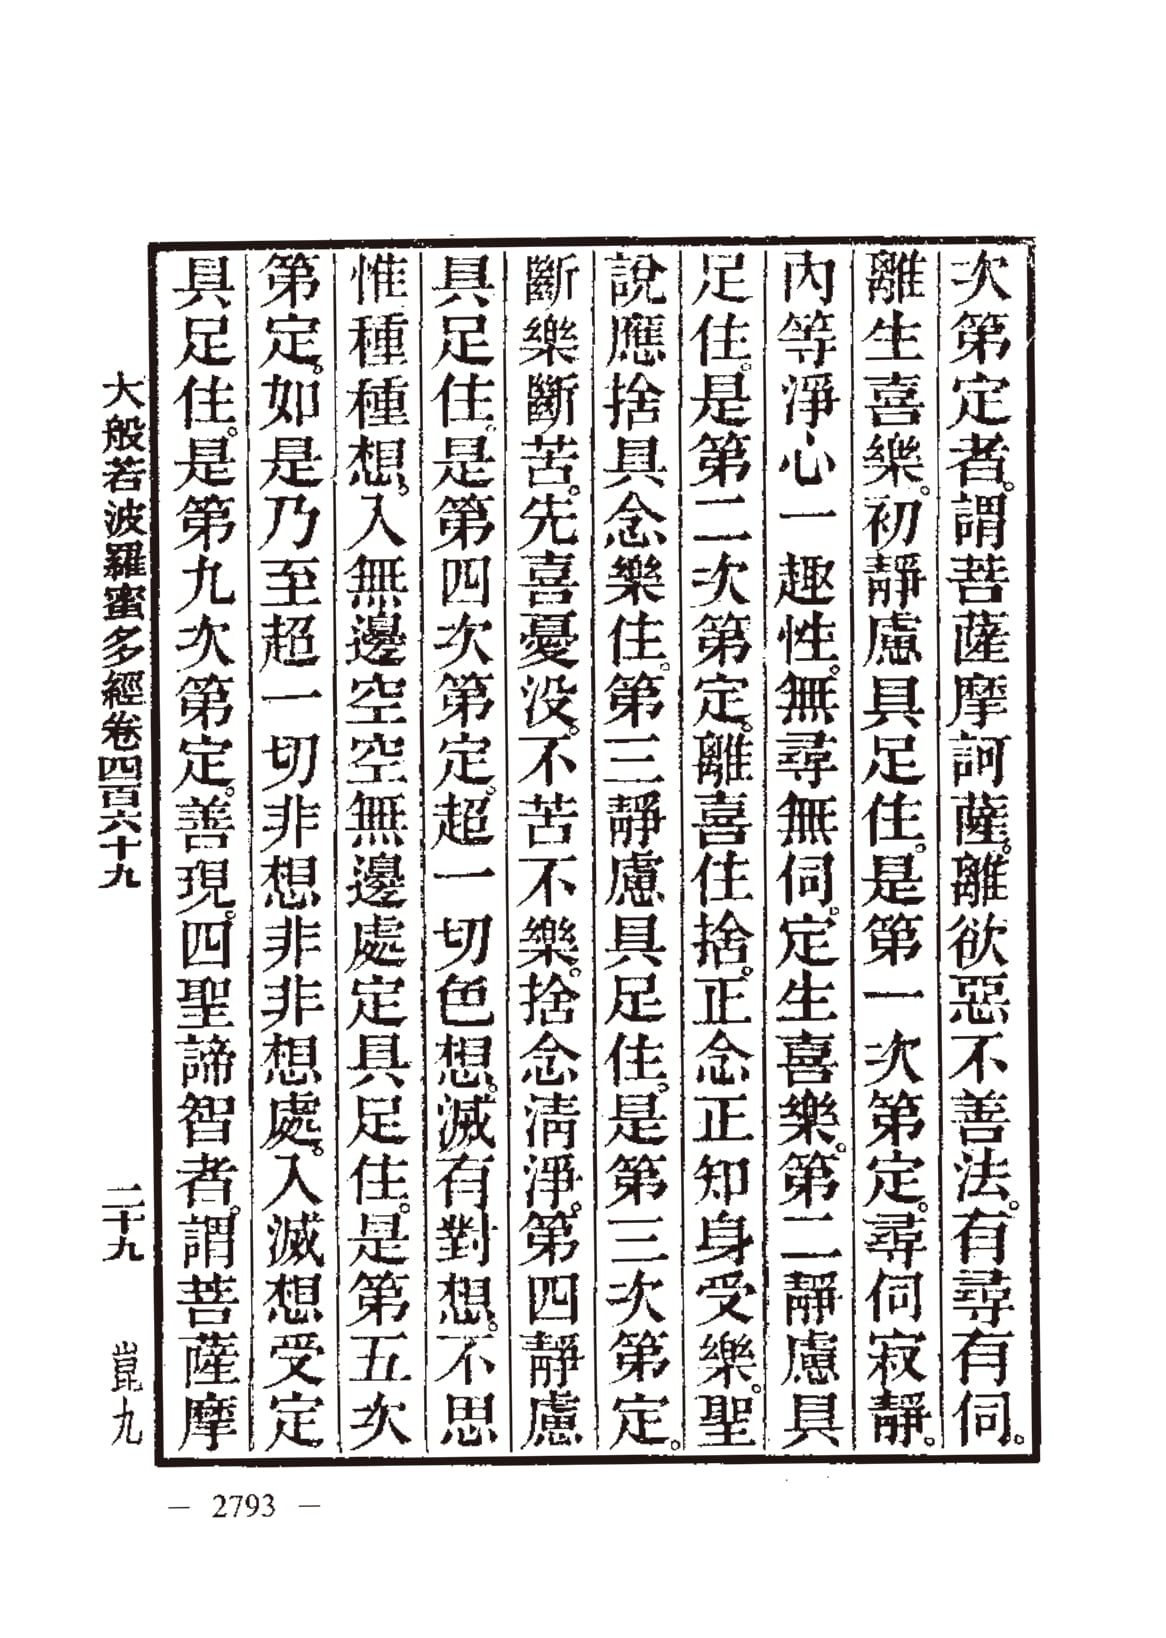 次第定者。謂菩薩摩訶薩。離欲惡不善法。有尋有伺。
離生喜樂。初靜慮具足住。是第一次第定。尋伺寂靜。
內等淨心一趣性。無尋無伺。定生喜樂。第二靜慮具
足住。是第二次第定。離喜住捨。正念正知身受樂。聖
說應捨具念樂住。第三靜慮具足住。是第三次第定。
斷樂斷苦。先喜憂沒。不苦不樂。捨念清淨。第四靜慮
具足住。是第四次第定。超一切色想。滅有對想。不思
惟種種想。入無邊空空無邊處定具足住。是第五次
第定。如是乃至超一切非想非非想處。入滅想受定
具足住。是第九次第定。善現。四聖諦智者。謂菩薩摩
大般若波羅蜜多經卷四百六十九 二十九 崑九
— 2793 —